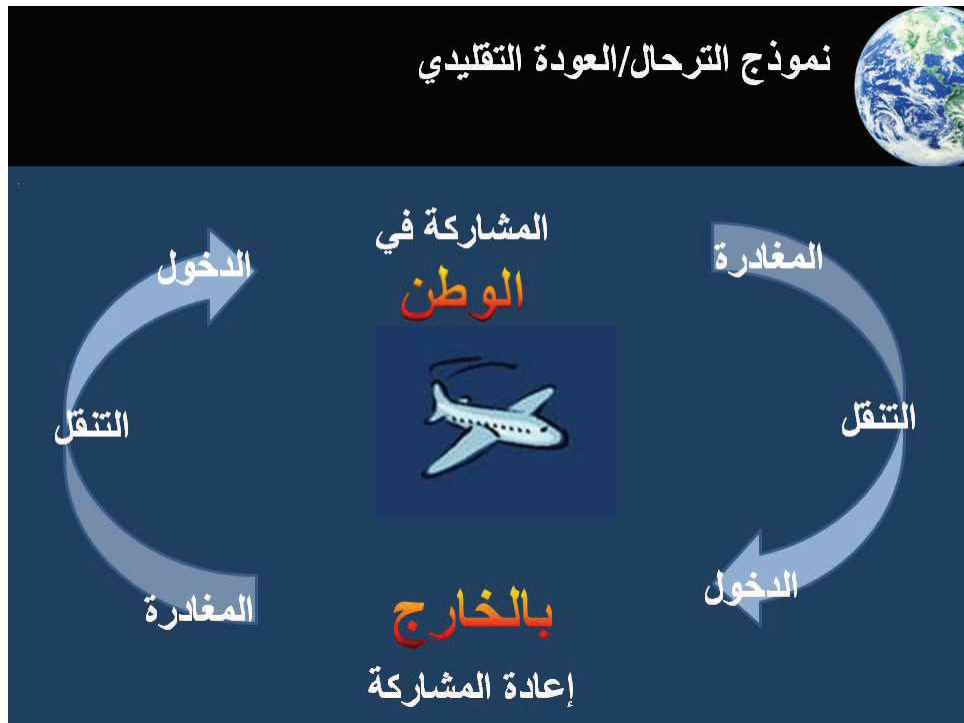 نموذج الترحال/العودة التقليدي
المشاركة في
الوطن
المغادرة
التنقل
الدخول
بالخارج
إعادة المشاركة
المغادرة
التنقل
الدخول